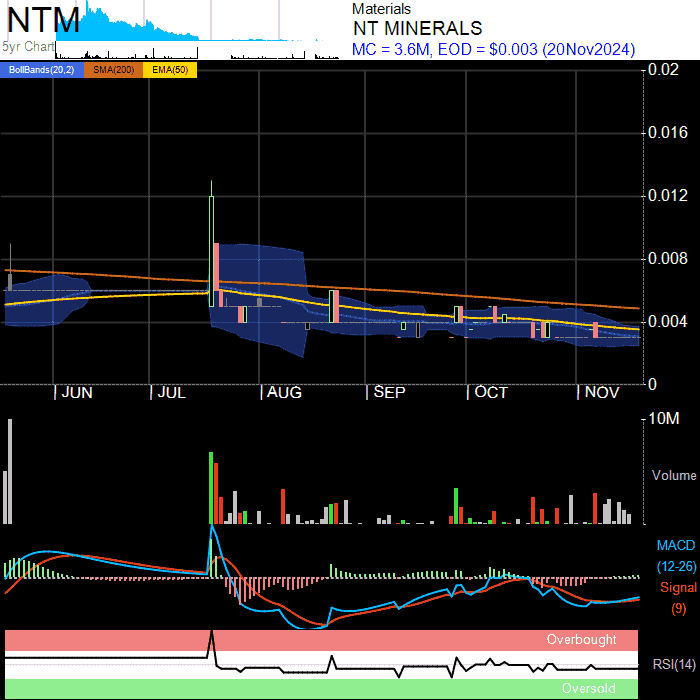 NTM
5yr Chart
Materials
NT MINERALS
MC = 3.6M, EOD = $0.003 (20Nov2024)
BollBands(20,2) SMA(200) EMA(50)
0.02
0.016
0.012
0.008
0.004
0
JUN JUL AUG SEP OCT NOV
10M
Volume
MACD
(12-26)
Signal
(9)
Overbought
RSI(14)
Oversold